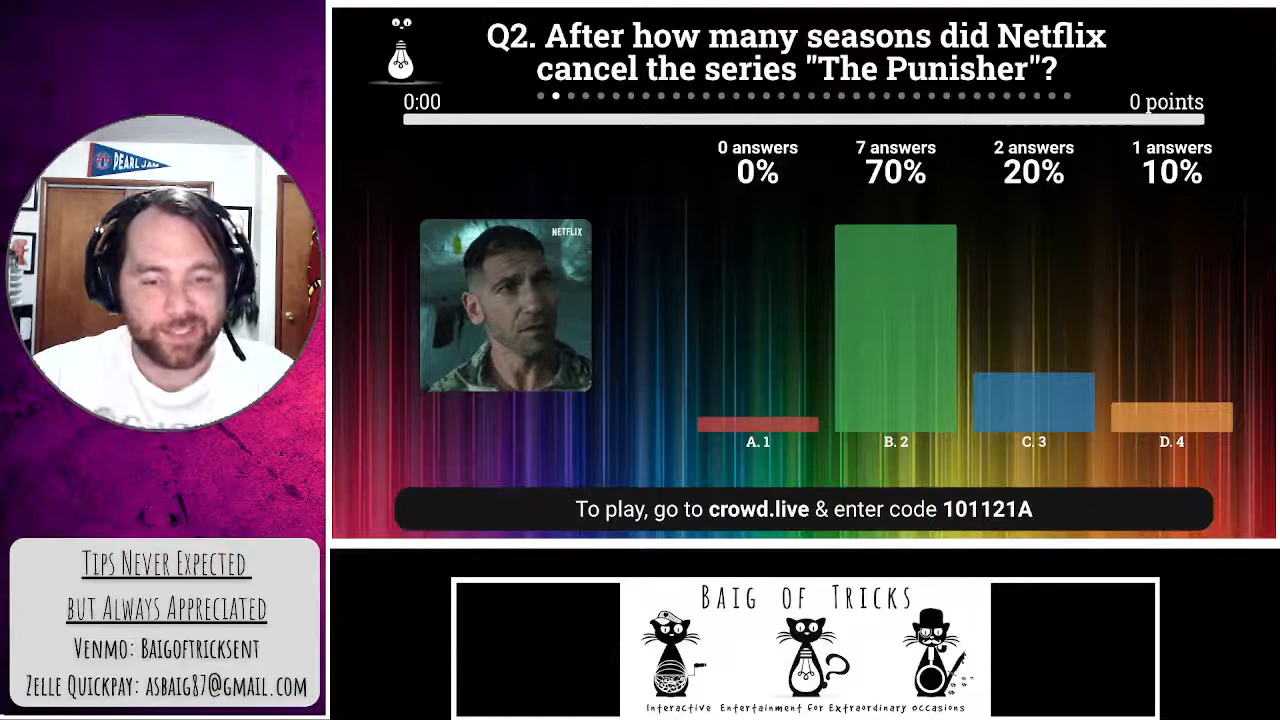 Q2. After how many seasons did Netflix
cancel the series "The Punisher"?
0:00
0 points
0 answers
0%
7 answers
70%
2 answers
20%
1 answers
10%
NETFLIX
A. 1
B. 2
C. 3
D. 4
To play, go to crowd.live & enter code 101121A
PEARL JAM
TIPS NEVER EXPECTED
BUT ALWAYS APPRECIATED
VENMO: BAIGOFTRICKSENT
ZELLE QUICKPAY: ASBAIG87@GMAIL.COM
BAIG OF TRICKS
Interactive Entertainment for Extraordinary Occasions